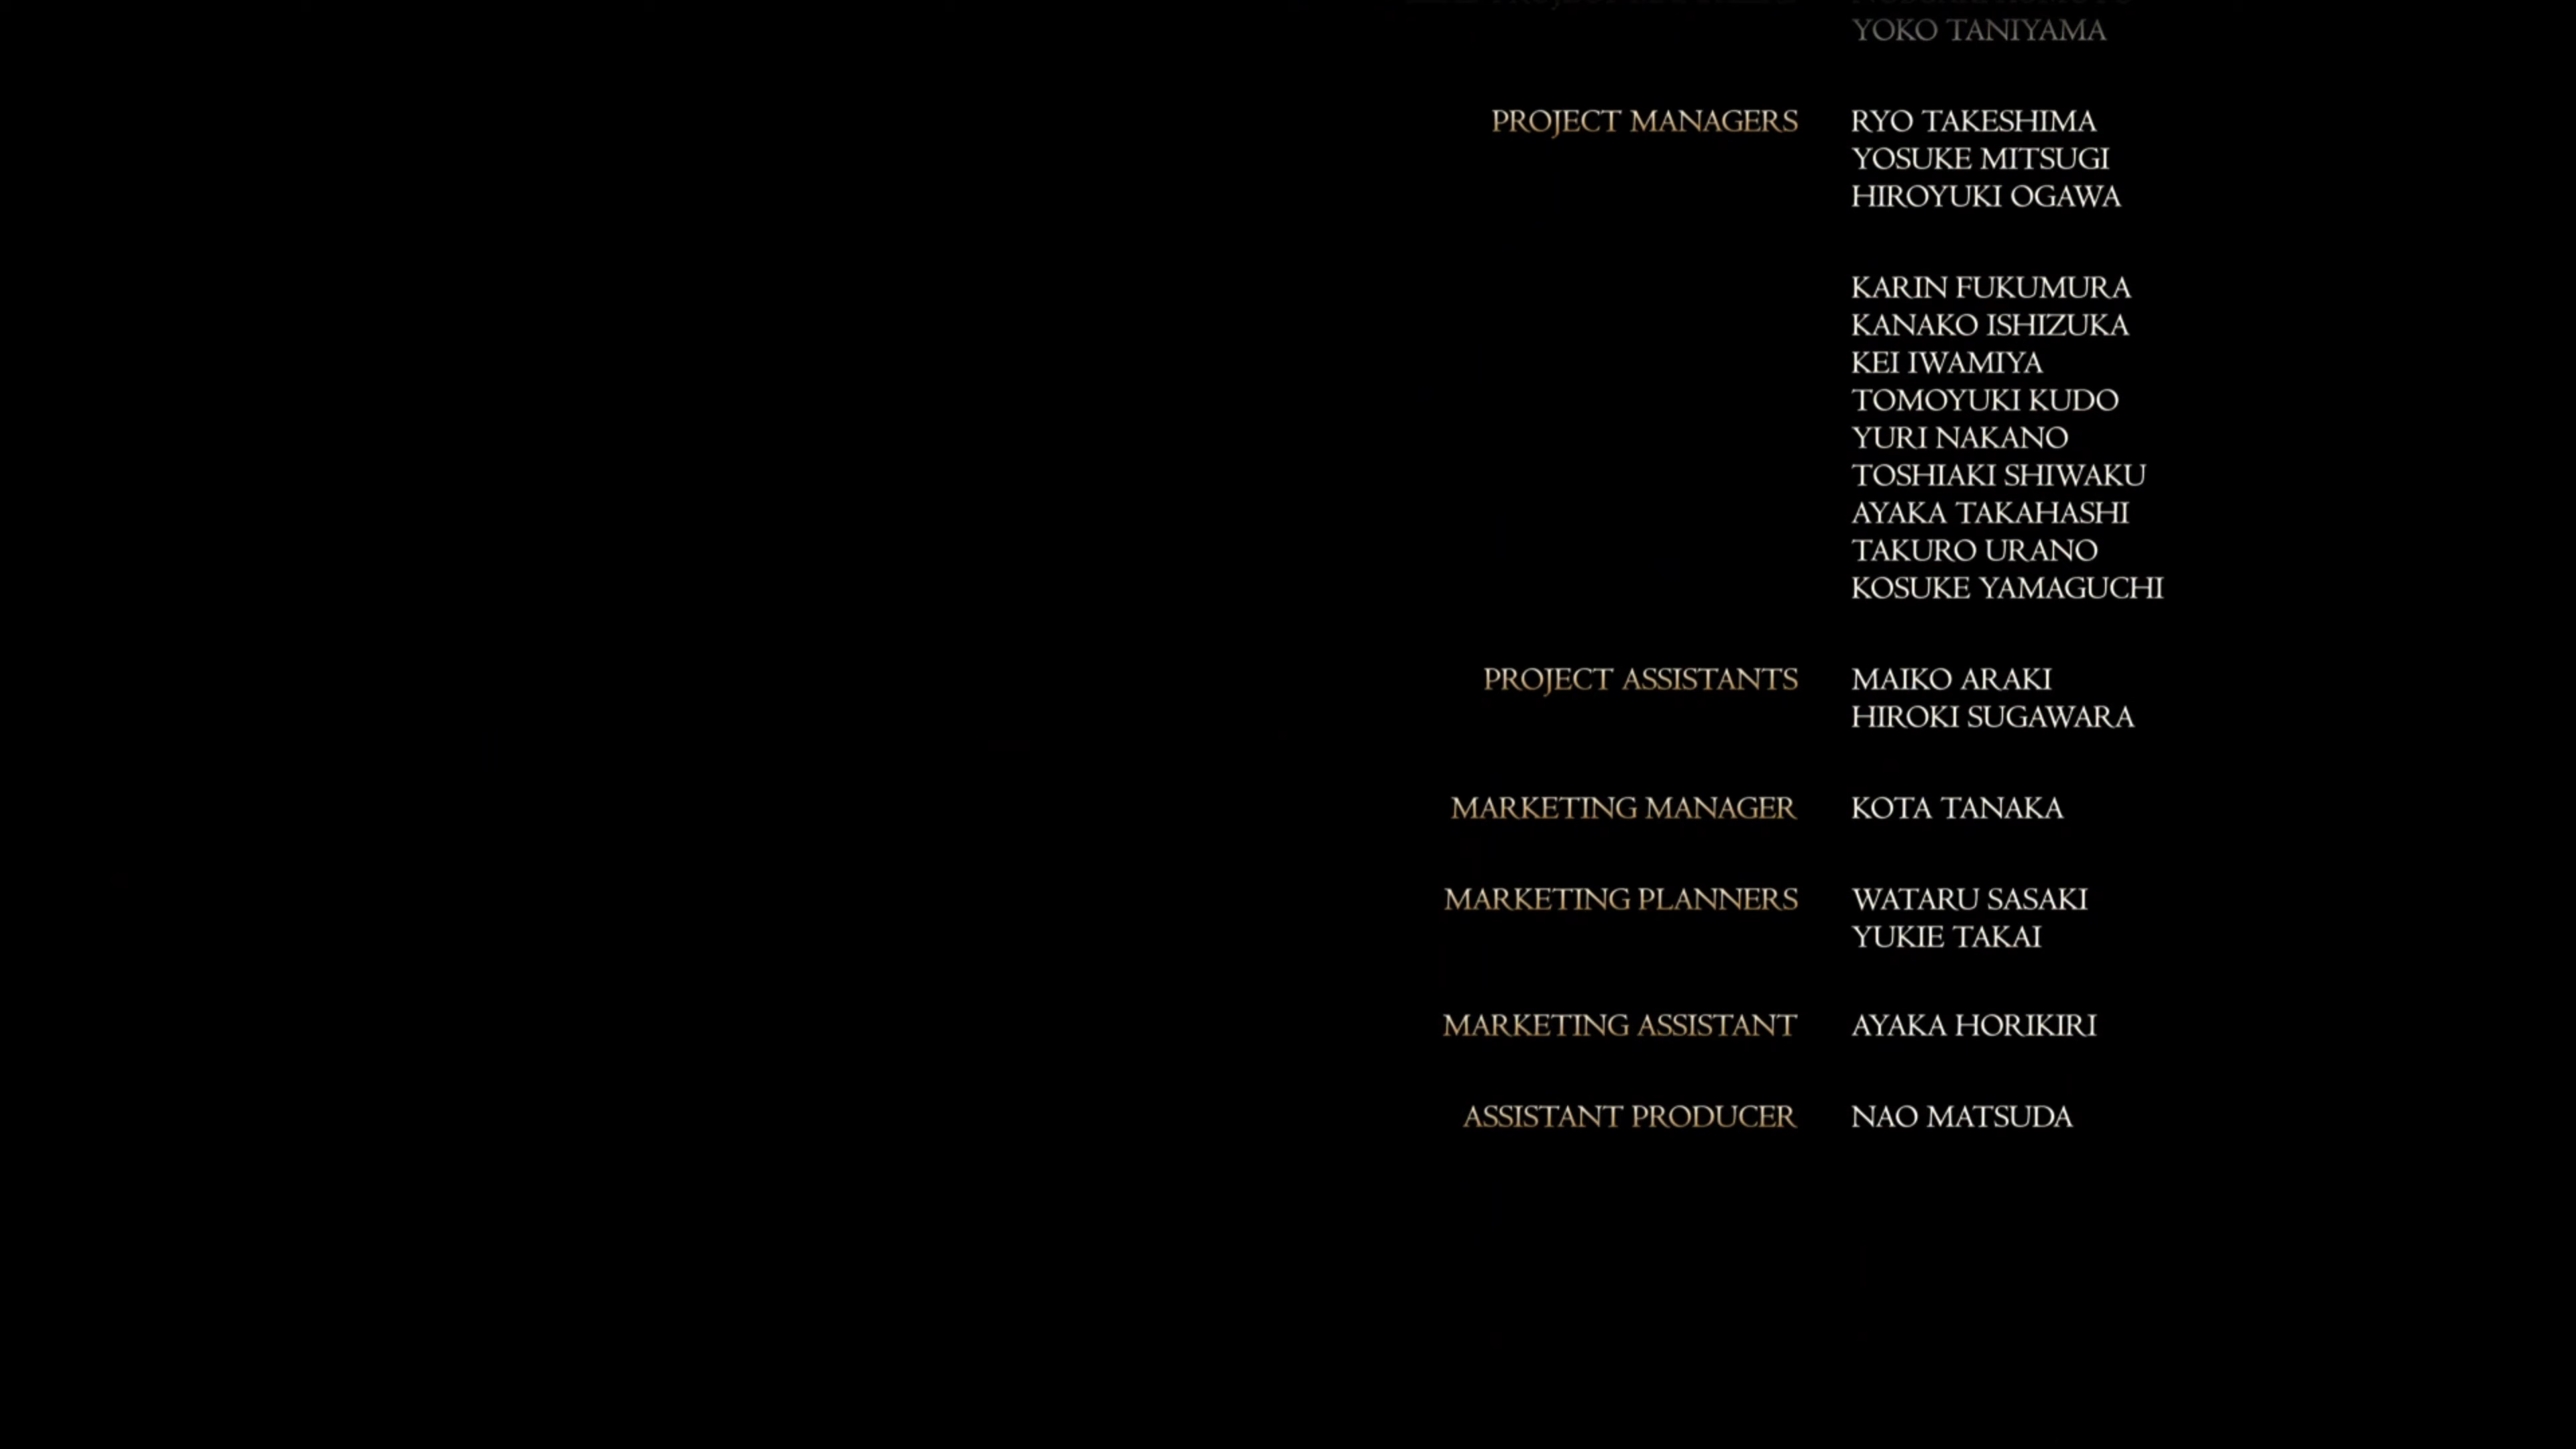 YOKO TANIYAMA
PROJECT MANAGERS RYO TAKESHIMA
YOSUKE MITSUGI
HIROYUKI OGAWA
KARIN FUKUMURA
KANAKO ISHIZUKA
KEI IWAMIYA
TOMOYUKI KUDO
YURI NAKANO
TOSHIAKI SHIWAKU
AYAKA TAKAHASHI
TAKURO URANO
KOSUKE YAMAGUCHI
PROJECT ASSISTANTS MAIKO ARAKI
HIROKI SUGAWARA
MARKETING MANAGER KOTA TANAKA
MARKETING PLANNERS WATARU SASAKI
YUKIE TAKAI
MARKETING ASSISTANT AYAKA HORIKIRI
ASSISTANT PRODUCER NAO MATSUDA